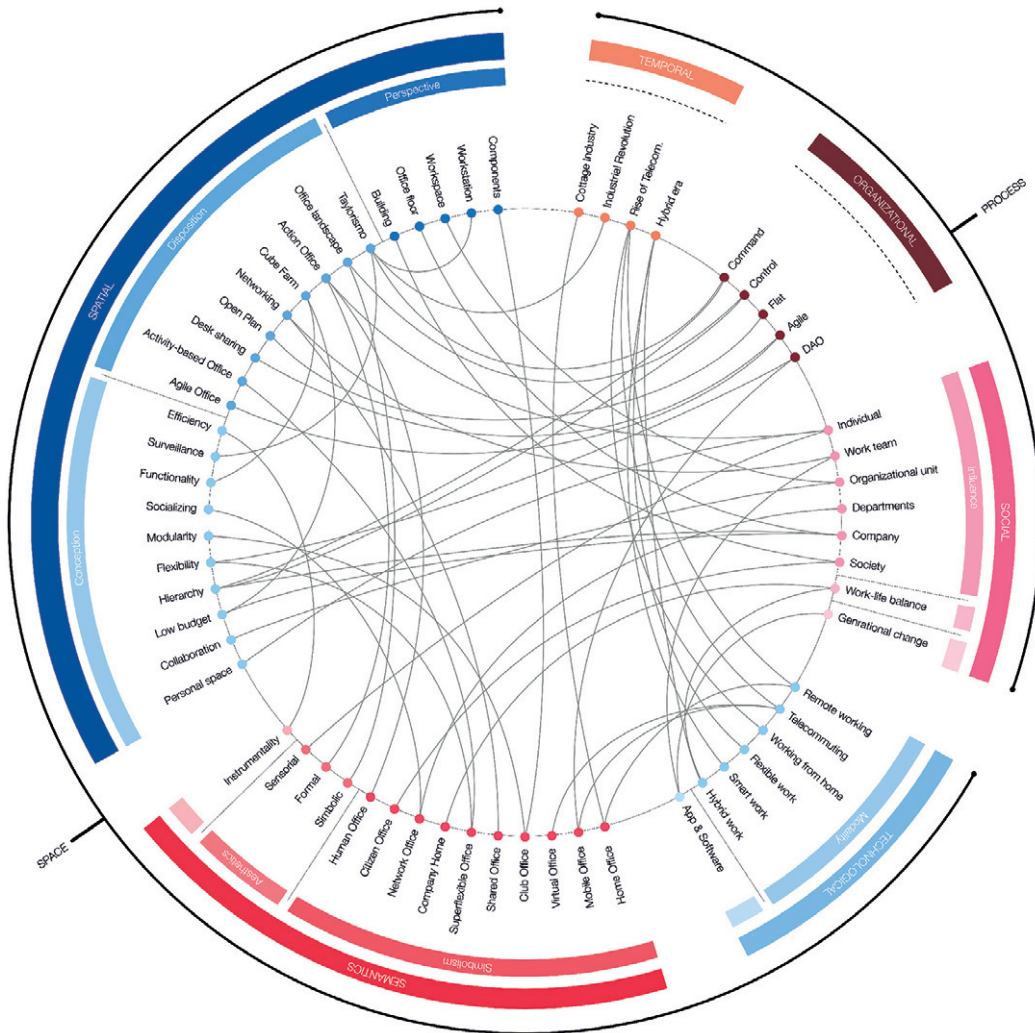 SPATIAL
Perspective
Disposition
Conception
Components
Workstation
Workspace
Office floor
Building
Taylorismo
Office landscape
Action Office
Cube Farm
Networking
Open Plan
Desk sharing
Activity-based Office
Agile Office
Efficiency
Surveillance
Functionality
Socializing
Modularity
Flexibility
Hierarchy
Low budget
Collaboration
Personal space
TEMPORAL
Cottage Industry
Industrial Revolution
Rise of Telecom.
Hybrid era
ORGANIZATIONAL
PROCESS
Command
Control
Flat
Agile
DAO
SOCIAL
Influence
Individual
Work team
Organizational unit
Departments
Company
Society
Work-life balance
Genrational change
TECHNOLOGICAL
Modality
Remote working
Telecommuting
Working from home
Flexible work
Smart work
Hybrid work
App & Software
SPACE
SEMANTICS
Aesthetics
Simbolism
Instrumentality
Sensorial
Formal
Simbolic
Human Office
Citizen Office
Network Office
Company Home
Superflexible Office
Shared Office
Club Office
Virtual Office
Mobile Office
Home Office